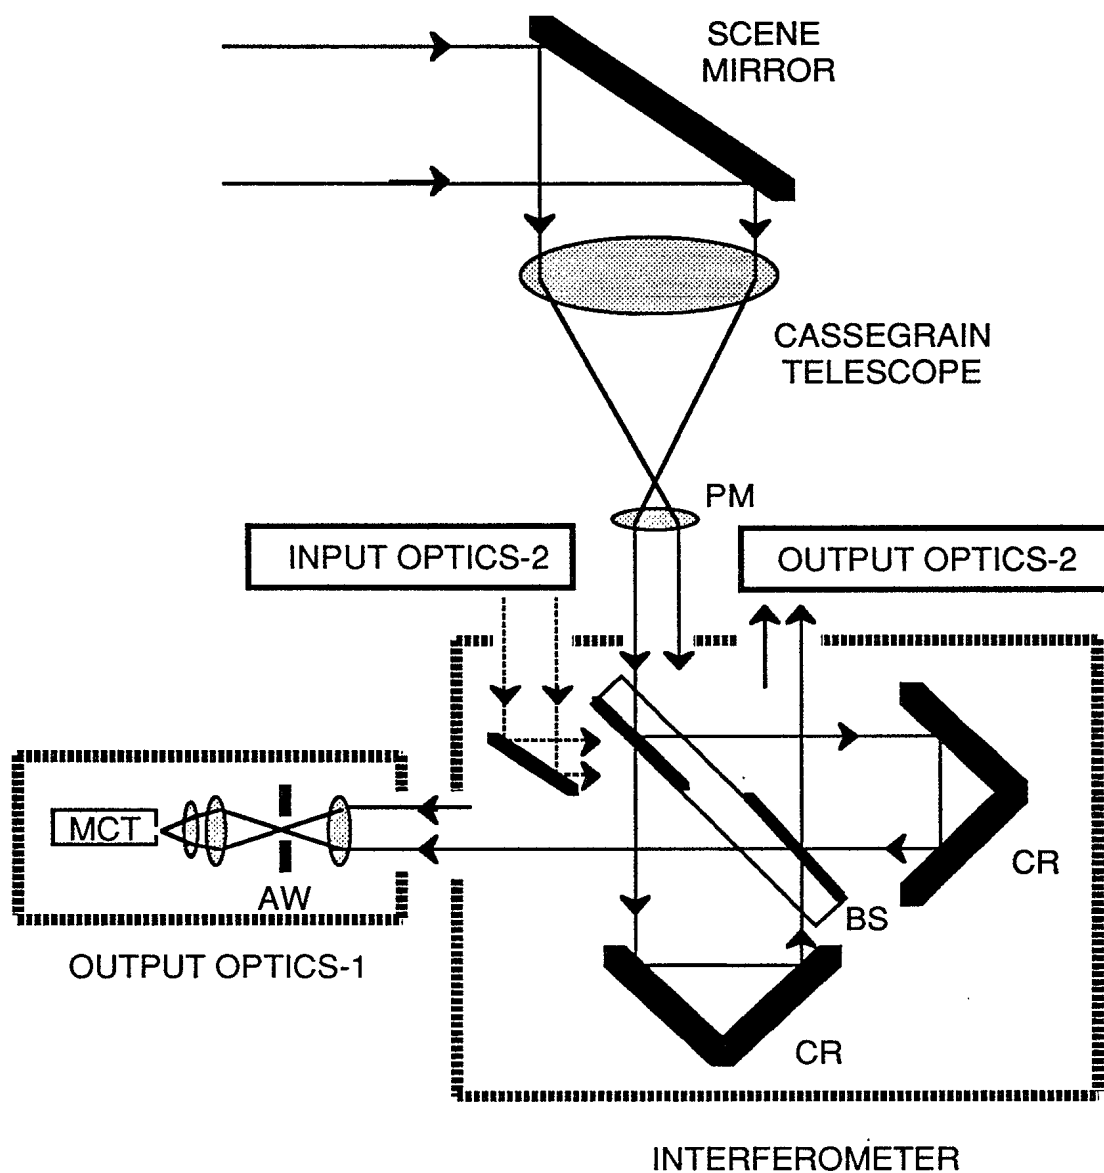 SCENE
MIRROR
CASSEGRAIN
TELESCOPE
PM
INPUT OPTICS-2
OUTPUT OPTICS-2
MCT
AW
CR
BS
OUTPUT OPTICS-1
CR
INTERFEROMETER